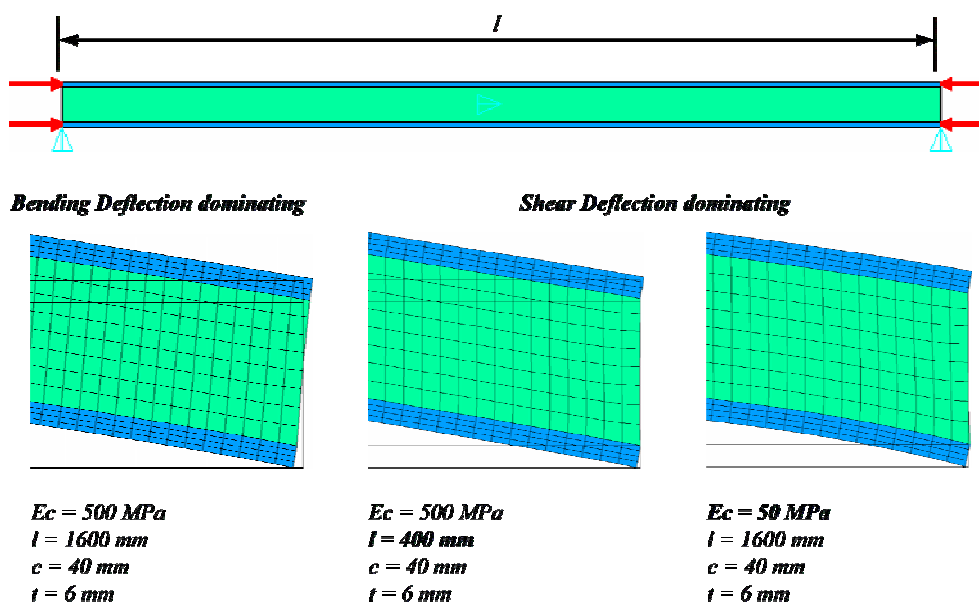 l
Bending Deflection dominating
Shear Deflection dominating
Ec = 500 MPa
l = 1600 mm
c = 40 mm
t = 6 mm
Ec = 500 MPa
l = 400 mm
c = 40 mm
t = 6 mm
Ec = 50 MPa
l = 1600 mm
c = 40 mm
t = 6 mm